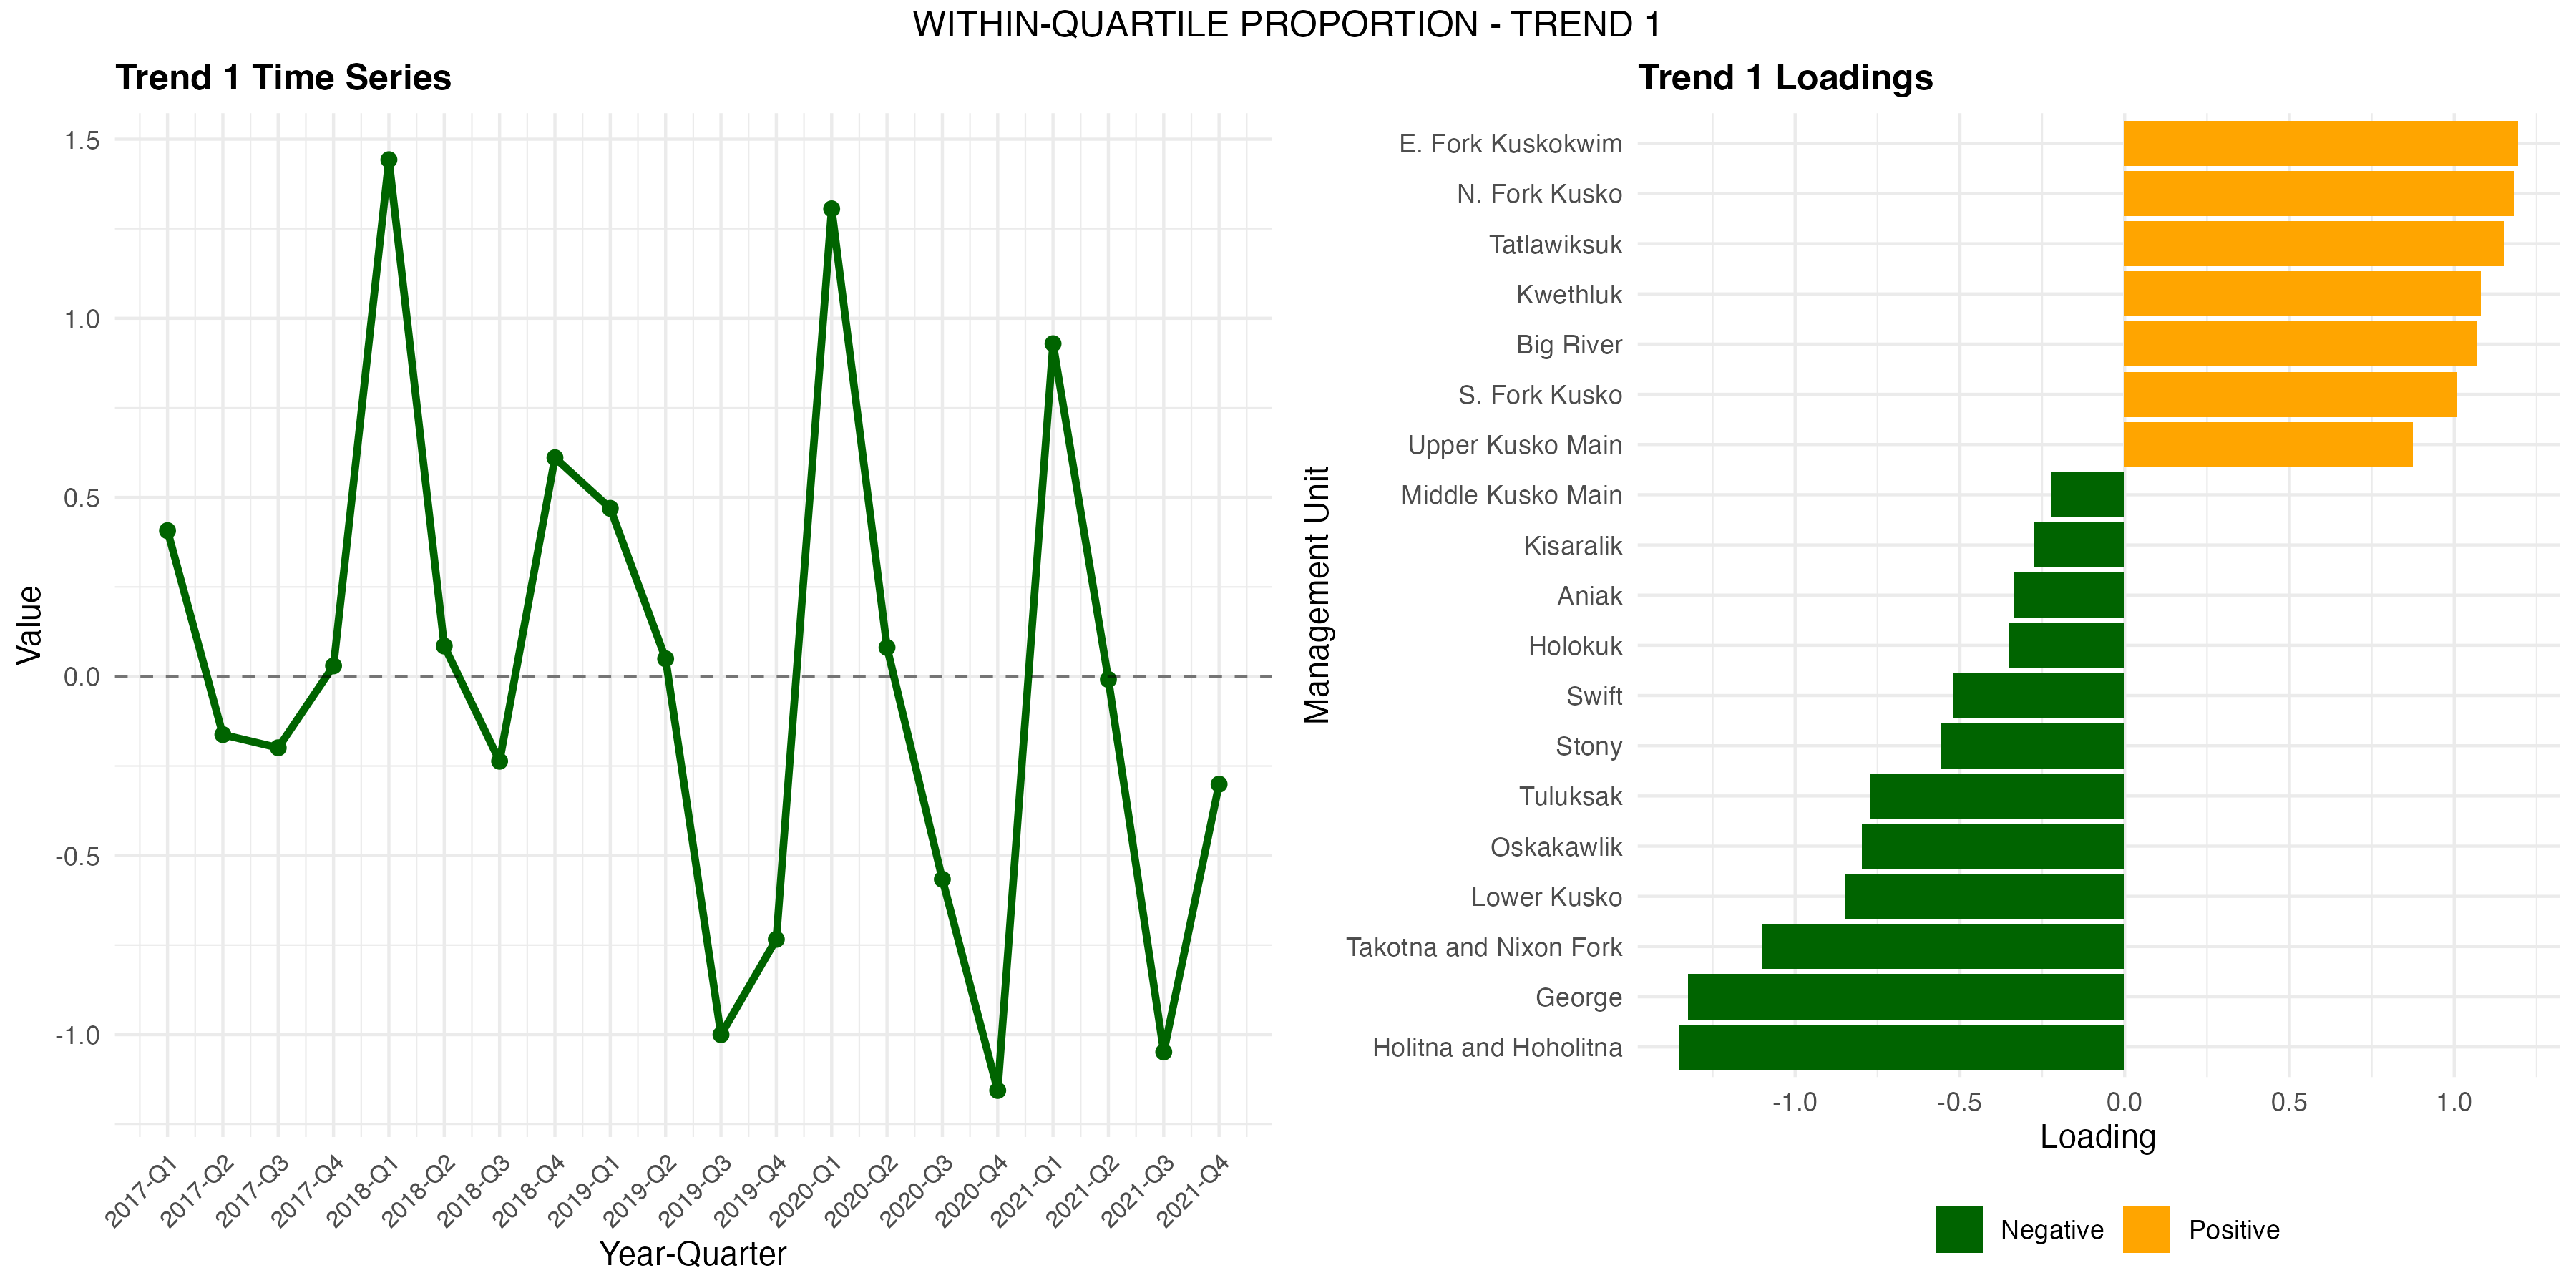 WITHIN-QUARTILE PROPORTION - TREND 1
Trend 1 Time Series
Value
1.5
1.0
0.5
0.0
-0.5
-1.0
2017-Q1
2017-Q2
2017-Q3
2017-Q4
2018-Q1
2018-Q2
2018-Q3
2018-Q4
2019-Q1
2019-Q2
2019-Q3
2019-Q4
2020-Q1
2020-Q2
2020-Q3
2020-Q4
2021-Q1
2021-Q2
2021-Q3
2021-Q4
Year-Quarter
Trend 1 Loadings
Management Unit
E. Fork Kuskokwim
N. Fork Kusko
Tatlawiksuk
Kwethluk
Big River
S. Fork Kusko
Upper Kusko Main
Middle Kusko Main
Kisaralik
Aniak
Holokuk
Swift
Stony
Tuluksak
Oskakawlik
Lower Kusko
Takotna and Nixon Fork
George
Holitna and Hoholitna
-1.0
-0.5
0.0
0.5
1.0
Loading
Negative
Positive